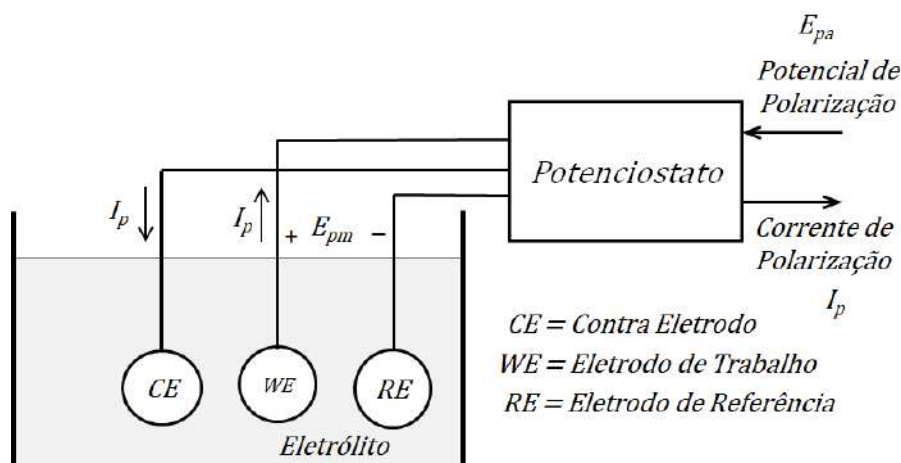 E_pa
Potencial de
Polarização
Potenciostato
I_p
I_p
+ E_pm −
Corrente de
Polarização
I_p
CE = Contra Eletrodo
WE = Eletrodo de Trabalho
RE = Eletrodo de Referência
CE
WE
RE
Eletrólito